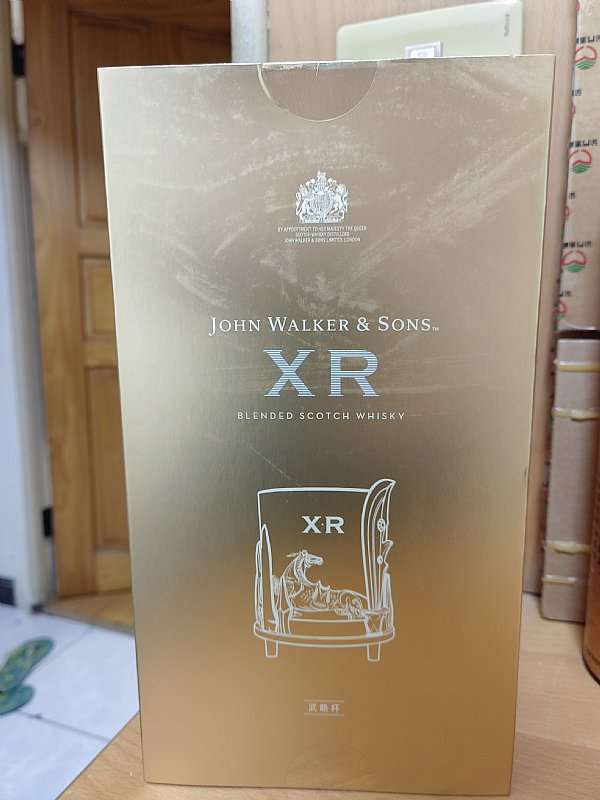 BY APPOINTMENT TO HER MAJESTY THE QUEEN
SCOTCH WHISKY DISTILLERS
JOHN WALKER & SONS LIMITED, LONDON
JOHN WALKER & SONS™
XR
BLENDED SCOTCH WHISKY
XR
武略杯